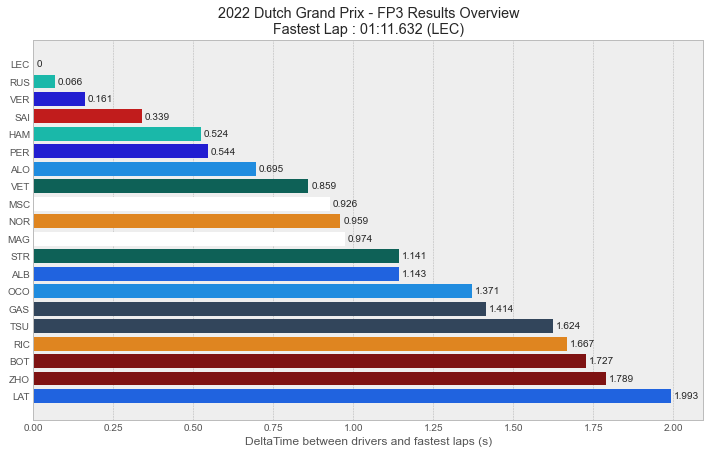 2022 Dutch Grand Prix - FP3 Results Overview
Fastest Lap : 01:11.632 (LEC)
LEC 0
RUS 0.066
VER 0.161
SAI 0.339
HAM 0.524
PER 0.544
ALO 0.695
VET 0.859
MSC 0.926
NOR 0.959
MAG 0.974
STR 1.141
ALB 1.143
OCO 1.371
GAS 1.414
TSU 1.624
RIC 1.667
BOT 1.727
ZHO 1.789
LAT 1.993
0.00 0.25 0.50 0.75 1.00 1.25 1.50 1.75 2.00
DeltaTime between drivers and fastest laps (s)